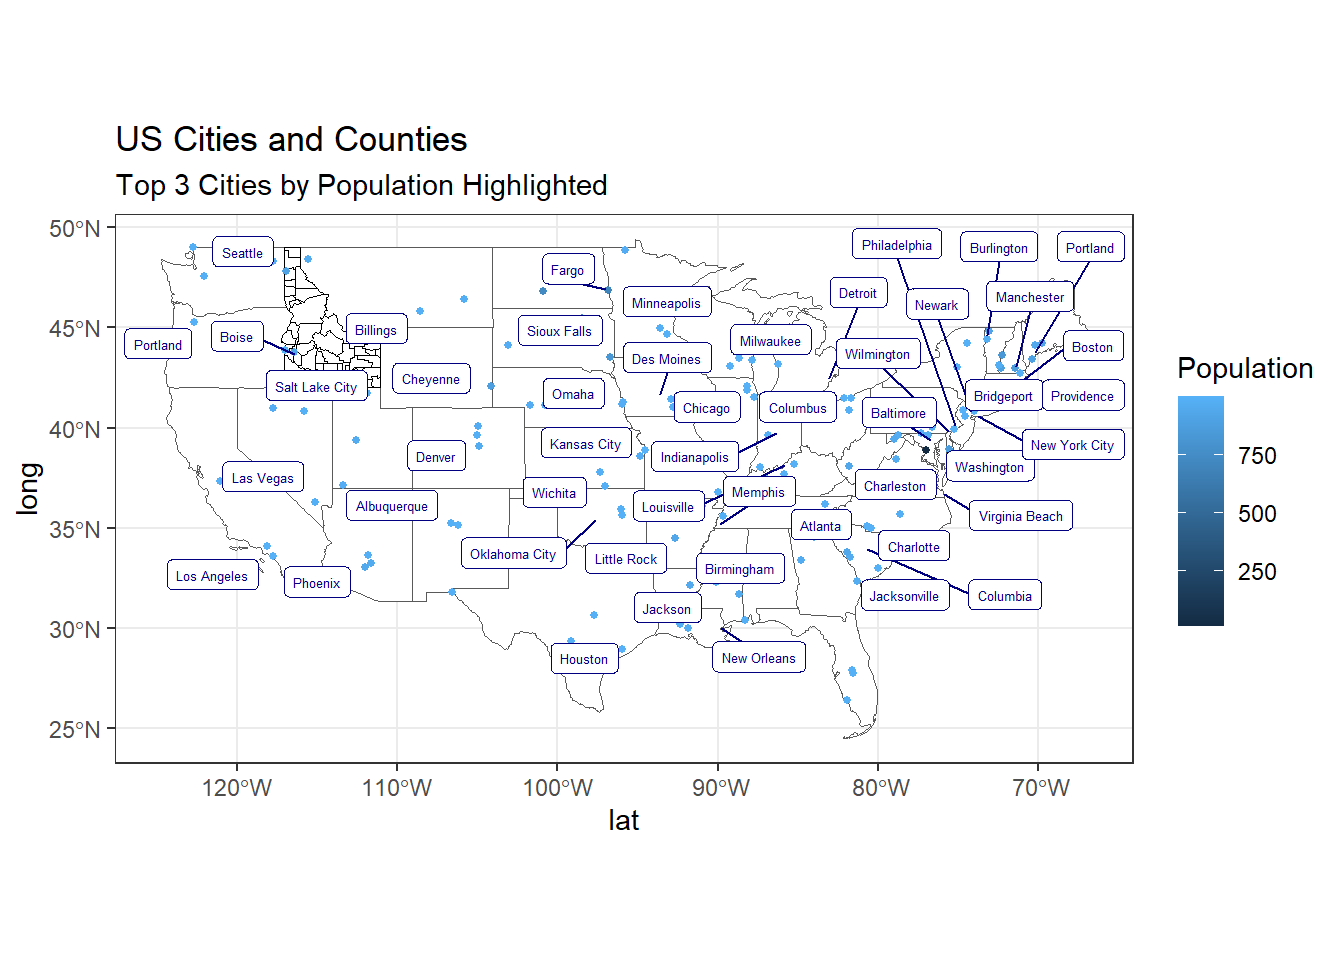 US Cities and Counties
Top 3 Cities by Population Highlighted
50°N
45°N
40°N
35°N
30°N
25°N
long
120°W
110°W
100°W
90°W
80°W
70°W
lat
Population
750
500
250
Seattle
Philadelphia
Burlington
Portland
Fargo
Detroit
Minneapolis
Newark
Manchester
Portland
Boise
Billings
Sioux Falls
Milwaukee
Wilmington
Boston
Des Moines
Salt Lake City
Cheyenne
Omaha
Chicago
Columbus
Baltimore
Bridgeport
Providence
Kansas City
Indianapolis
New York City
Denver
Washington
Las Vegas
Albuquerque
Wichita
Louisville
Memphis
Charleston
Virginia Beach
Atlanta
Oklahoma City
Little Rock
Charlotte
Los Angeles
Phoenix
Birmingham
Jackson
Jacksonville
Columbia
Houston
New Orleans